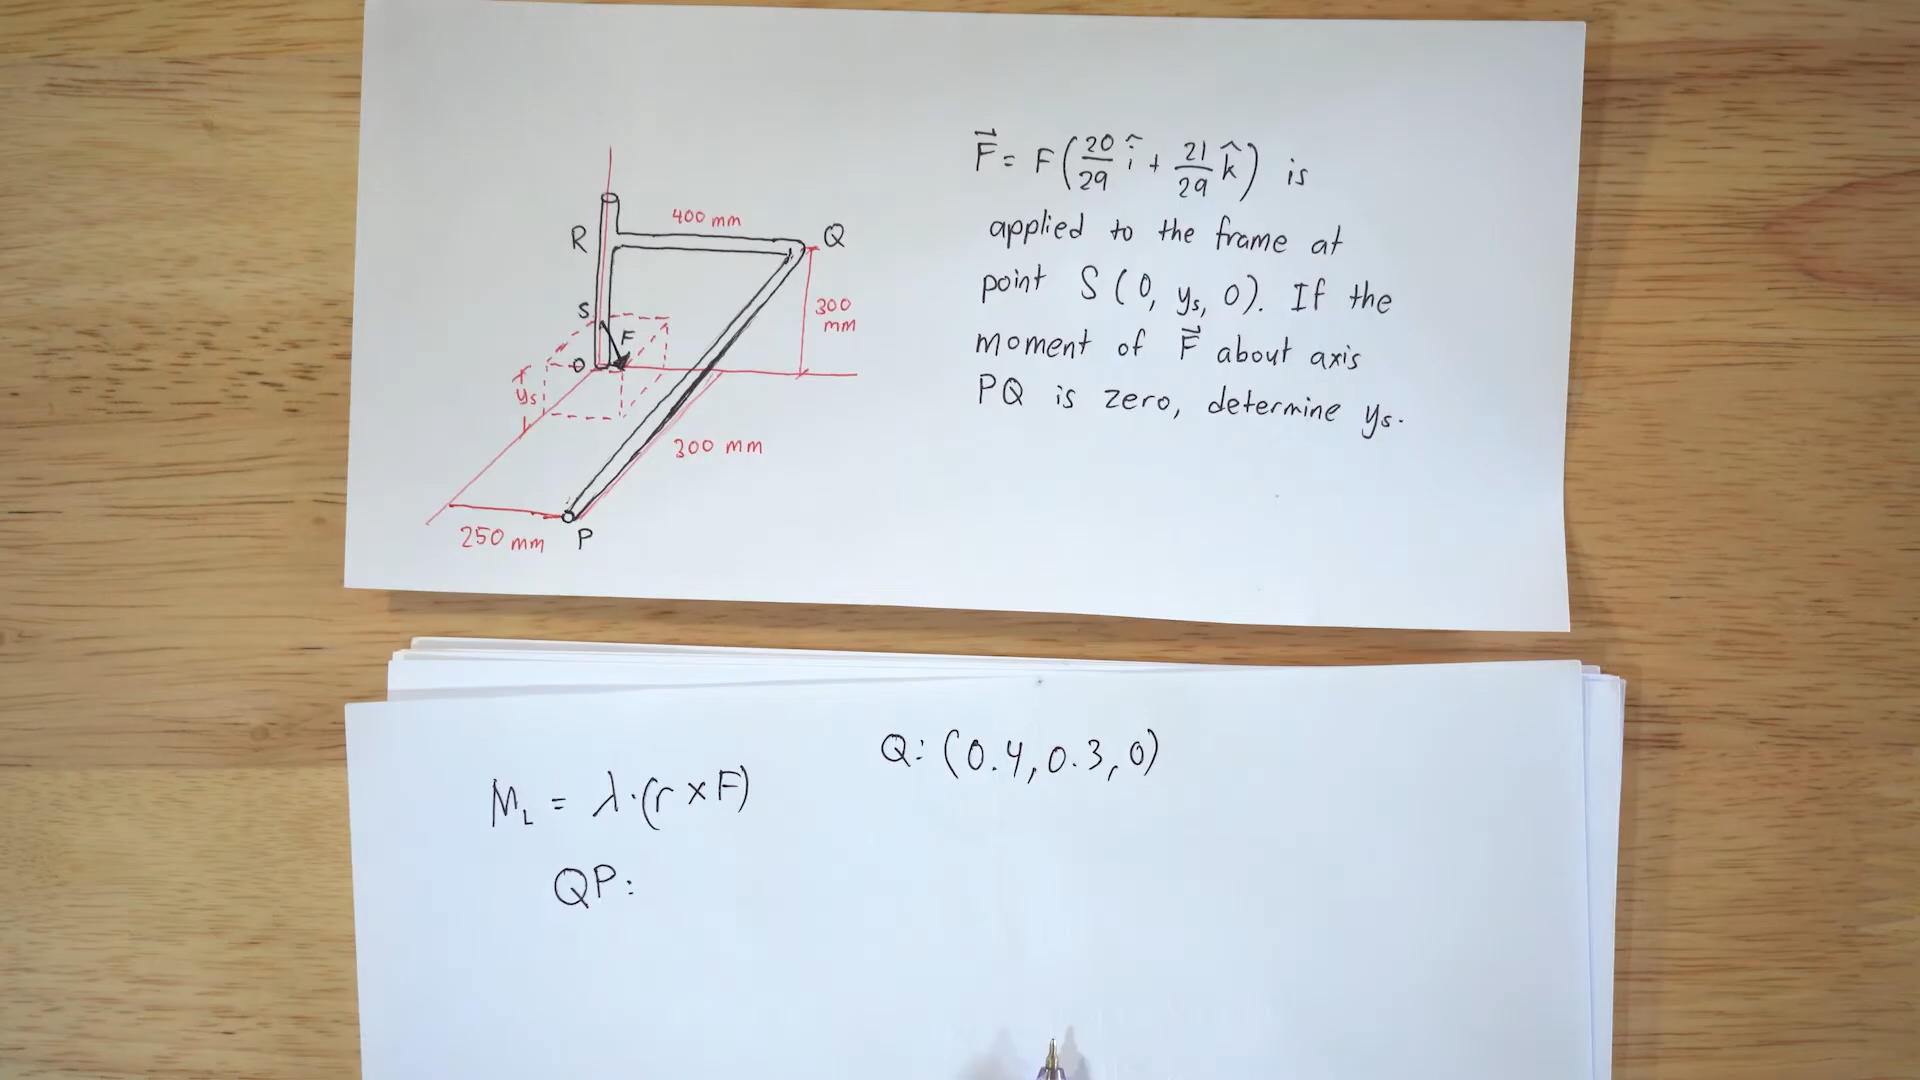 F⃗ = F(20/29 î + 21/29 k̂) is
applied to the frame at
point S (0, ys, 0). If the
moment of F⃗ about axis
PQ is zero, determine ys.
400 mm
R
Q
300
mm
S
F
O
ys
300 mm
250 mm
P
Q: (0.4, 0.3, 0)
M_L = λ·(r × F)
QP: